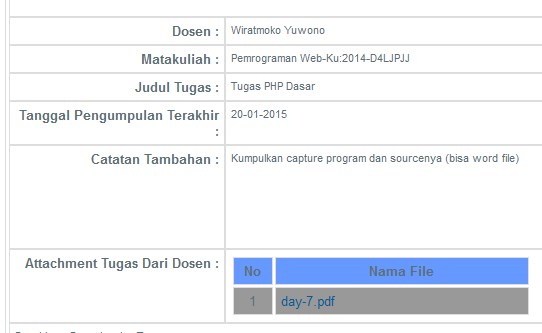 Dosen : Wiratmoko Yuwono
Matakuliah : Pemrograman Web-Ku:2014-D4LJPJJ
Judul Tugas : Tugas PHP Dasar
Tanggal Pengumpulan Terakhir : 20-01-2015
Catatan Tambahan : Kumpulkan capture program dan sourcenya (bisa word file)
Attachment Tugas Dari Dosen :
No Nama File
1 day-7.pdf